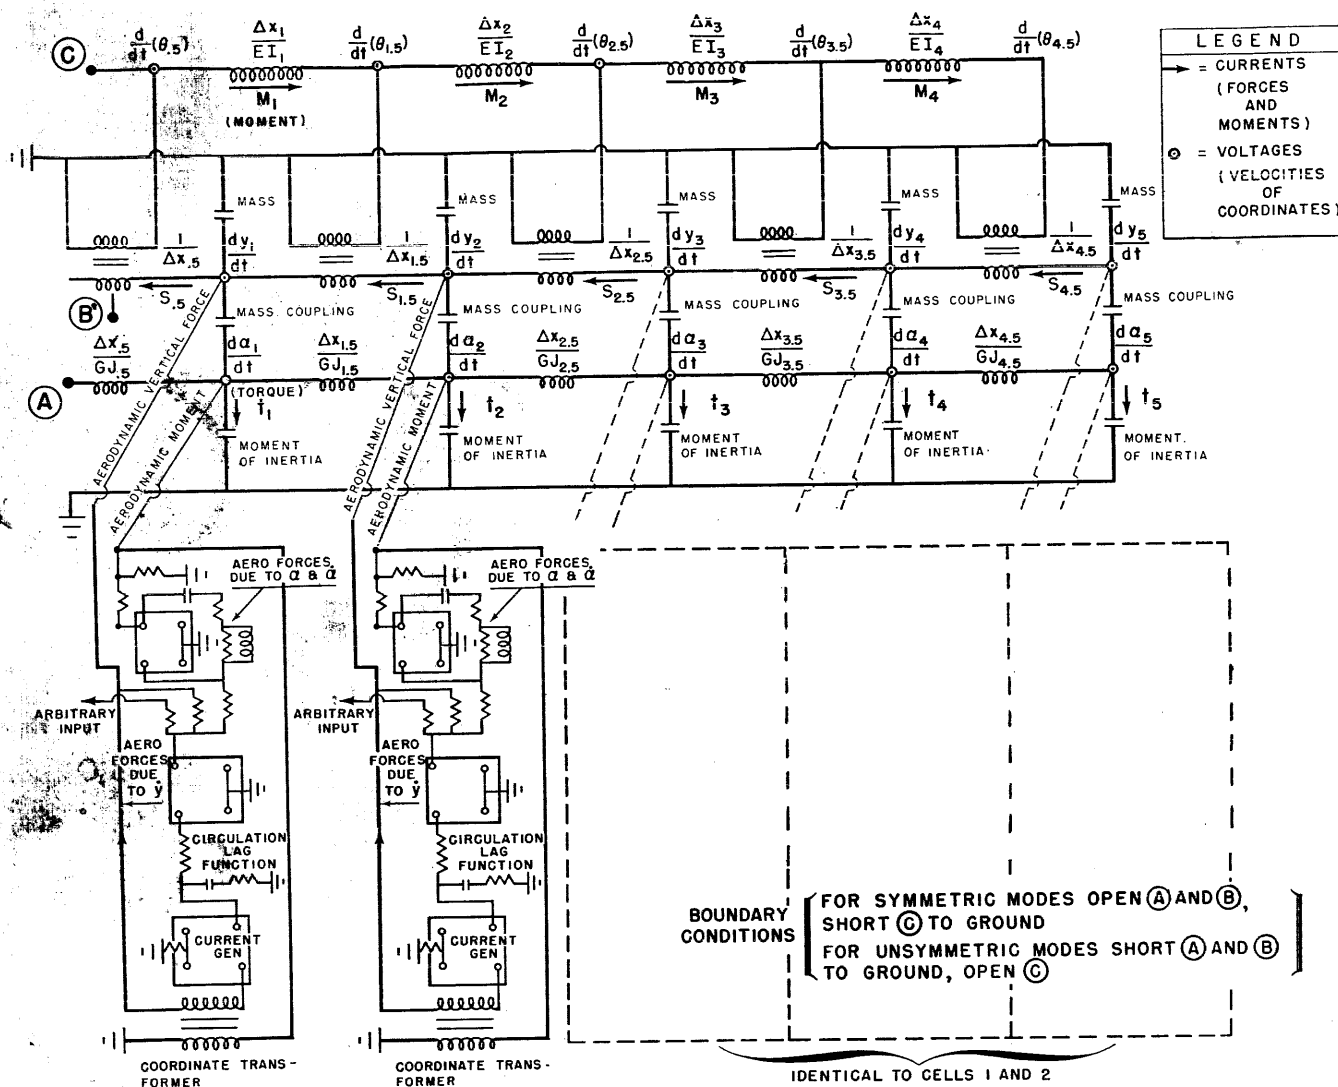 C
d/dt (θ.5)
Δx1/EI1
d/dt (θ1.5)
Δx2/EI2
d/dt (θ2.5)
Δx3/EI3
d/dt (θ3.5)
Δx4/EI4
d/dt (θ4.5)
M1
(MOMENT)
M2
M3
M4
LEGEND
= CURRENTS
(FORCES
AND
MOMENTS)
= VOLTAGES
(VELOCITIES
OF
COORDINATES)
MASS
MASS
MASS
MASS
MASS
1/Δx.5
dy1/dt
1/Δx1.5
dy2/dt
1/Δx2.5
dy3/dt
1/Δx3.5
dy4/dt
1/Δx4.5
dy5/dt
S.5
S1.5
S2.5
S3.5
S4.5
B
MASS COUPLING
MASS COUPLING
MASS COUPLING
MASS COUPLING
MASS COUPLING
Δx.5/GJ.5
dα1/dt
Δx1.5/GJ1.5
dα2/dt
Δx2.5/GJ2.5
dα3/dt
Δx3.5/GJ3.5
dα4/dt
Δx4.5/GJ4.5
dα5/dt
A
(TORQUE)
t1
t2
t3
t4
t5
MOMENT
OF INERTIA
MOMENT
OF INERTIA
MOMENT
OF INERTIA
MOMENT
OF INERTIA
MOMENT.
OF INERTIA
AERODYNAMIC VERTICAL FORCE
AERODYNAMIC MOMENT
AERODYNAMIC VERTICAL FORCE
AERODYNAMIC MOMENT
AERO FORCES
DUE TO α & α̇
AERO FORCES
DUE TO α & α̇
ARBITRARY
INPUT
ARBITRARY
INPUT
AERO
FORCES
DUE
TO ẏ
AERO
FORCES
DUE
TO ẏ
CIRCULATION
LAG
FUNCTION
CIRCULATION
LAG
FUNCTION
CURRENT
GEN
CURRENT
GEN
COORDINATE TRANS-
FORMER
COORDINATE TRANS-
FORMER
BOUNDARY
CONDITIONS
FOR SYMMETRIC MODES OPEN A AND B,
SHORT C TO GROUND
FOR UNSYMMETRIC MODES SHORT A AND B
TO GROUND, OPEN C
IDENTICAL TO CELLS 1 AND 2